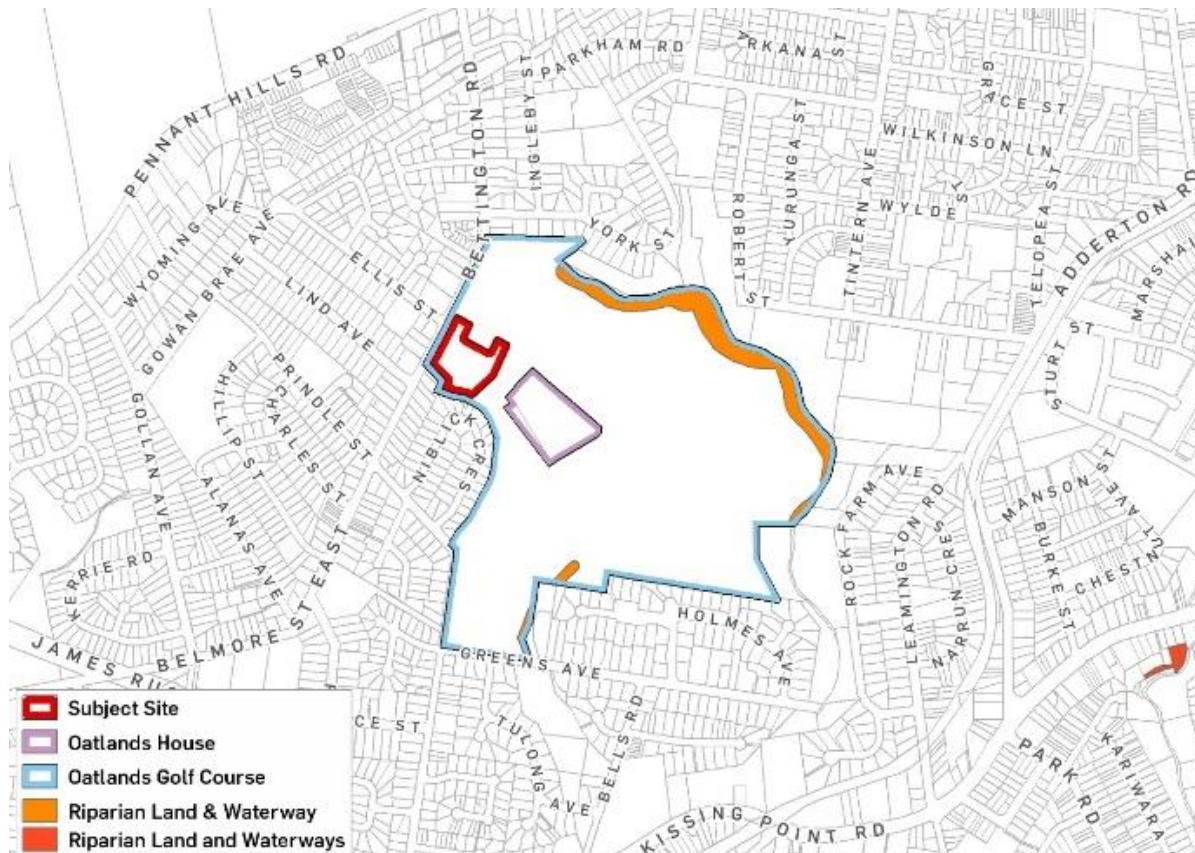 PENNANT HILLS RD
BETTINGTON RD
INGLEBY ST
PARKHAM RD
ARKANA ST
GRACE ST
WILKINSON LN
WYLDE ST
YURUNGA ST
TINTERN AVE
ROBERT ST
TELOPEA ST
ADDERTON RD
MARSHA
STURT ST
YORK ST
WYOMING AVE
GOWAN BRAE AVE
ELLIS ST
LIND AVE
PRINDLE ST
CHARLES ST
PHILLIP ST
GOLLAN AVE
ALANAS AVE
KERRIE RD
NIBLICK CRES
ROCK FARM AVE
LEAMINGTON RD
NARRUN CRES
MANSON ST
BURKE ST
CHESTNUT AVE
HOLMES AVE
GREENS AVE
JAMES RUS
BELMORE ST EAST
CE ST
TULONG AVE
BELLS RD
KISSING POINT RD
PARK RD
KARIWARA
Subject Site
Oatlands House
Oatlands Golf Course
Riparian Land & Waterway
Riparian Land and Waterways